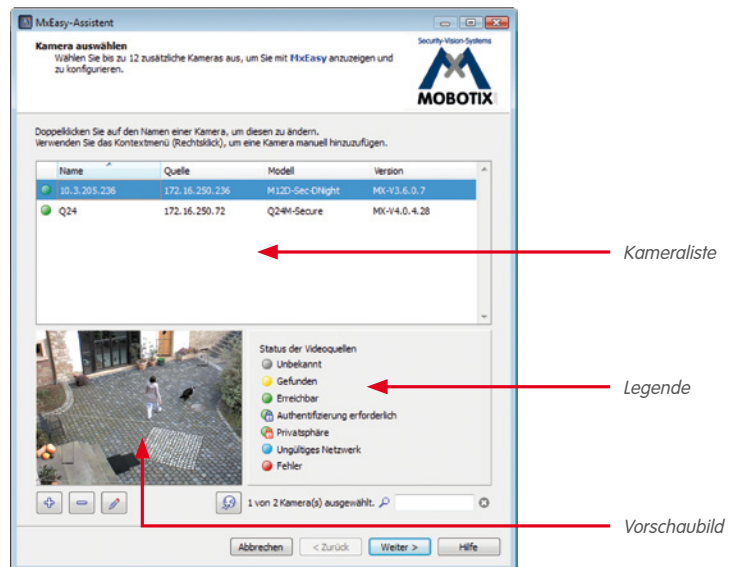 MxEasy-Assistent
Kamera auswählen
Wählen Sie bis zu 12 zusätzliche Kameras aus, um Sie mit MxEasy anzuzeigen und
zu konfigurieren.
Security-Vision-Systems
MOBOTIX
Doppelklicken Sie auf den Namen einer Kamera, um diesen zu ändern.
Verwenden Sie das Kontextmenü (Rechtsklick), um eine Kamera manuell hinzuzufügen.
Name Quelle Modell Version
10.3.205.236 172.16.250.236 M12D-Sec-DNight MX-V3.6.0.7
Q24 172.16.250.72 Q24M-Secure MX-V4.0.4.28
Kameraliste
Status der Videoquellen
Unbekannt
Gefunden
Erreichbar
Authentifizierung erforderlich
Privatsphäre
Ungültiges Netzwerk
Fehler
Legende
1 von 2 Kamera(s) ausgewählt.
Vorschaubild
Abbrechen < Zurück Weiter > Hilfe